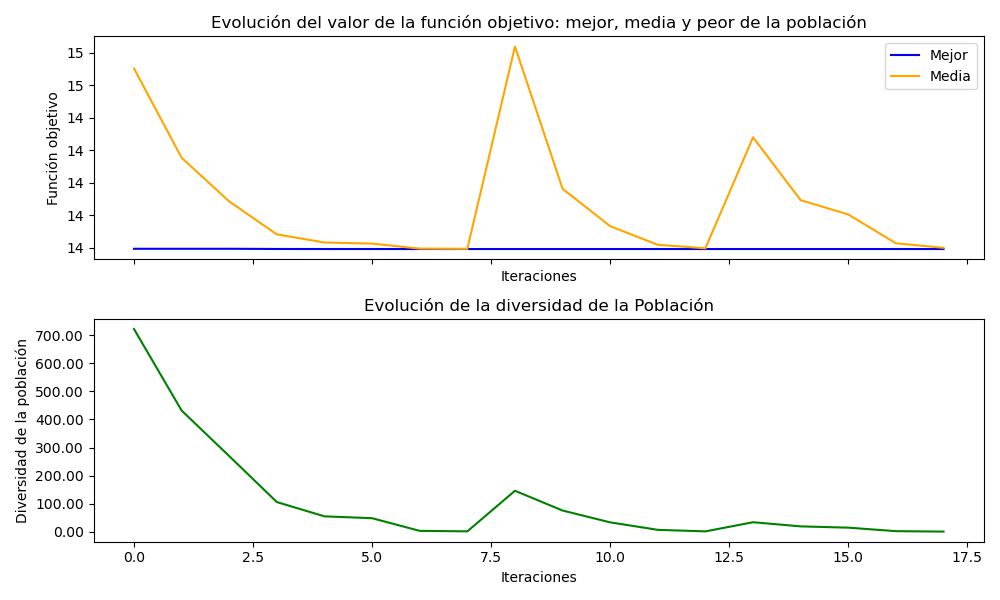 Evolución del valor de la función objetivo: mejor, media y peor de la población
15
15
14
14
14
14
14
Función objetivo
Mejor
Media
Iteraciones
Evolución de la diversidad de la Población
700.00
600.00
500.00
400.00
300.00
200.00
100.00
0.00
Diversidad de la población
0.0 2.5 5.0 7.5 10.0 12.5 15.0 17.5
Iteraciones